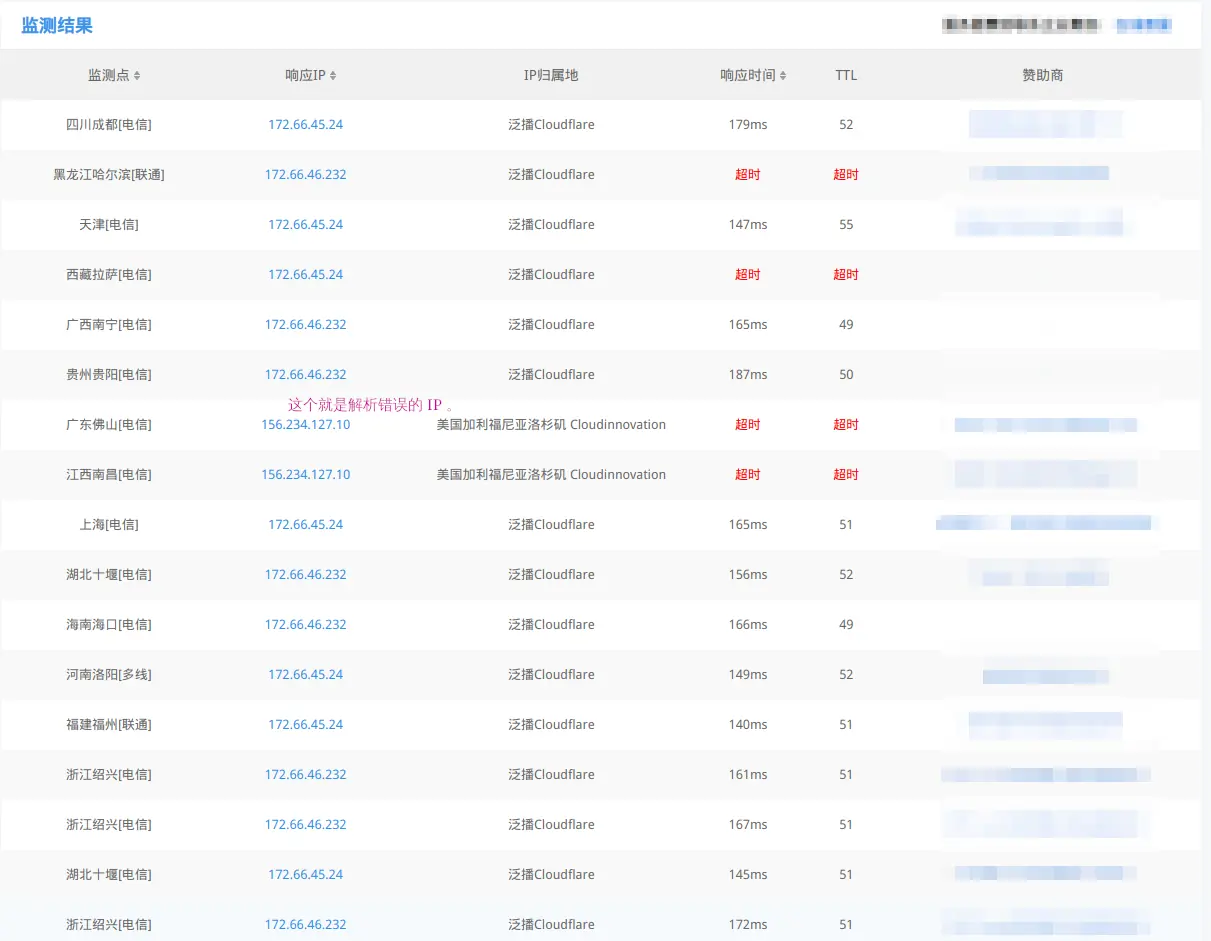 监测结果
监测点 响应IP IP归属地 响应时间 TTL 赞助商
四川成都[电信] 172.66.45.24 泛播Cloudflare 179ms 52
黑龙江哈尔滨[联通] 172.66.46.232 泛播Cloudflare 超时 超时
天津[电信] 172.66.45.24 泛播Cloudflare 147ms 55
西藏拉萨[电信] 172.66.45.24 泛播Cloudflare 超时 超时
广西南宁[电信] 172.66.46.232 泛播Cloudflare 165ms 49
贵州贵阳[电信] 172.66.46.232 泛播Cloudflare 187ms 50
这个就是解析错误的 IP 。
广东佛山[电信] 156.234.127.10 美国加利福尼亚洛杉矶 Cloudinnovation 超时 超时
江西南昌[电信] 156.234.127.10 美国加利福尼亚洛杉矶 Cloudinnovation 超时 超时
上海[电信] 172.66.45.24 泛播Cloudflare 165ms 51
湖北十堰[电信] 172.66.46.232 泛播Cloudflare 156ms 52
海南海口[电信] 172.66.46.232 泛播Cloudflare 166ms 49
河南洛阳[多线] 172.66.45.24 泛播Cloudflare 149ms 52
福建福州[联通] 172.66.45.24 泛播Cloudflare 140ms 51
浙江绍兴[电信] 172.66.46.232 泛播Cloudflare 161ms 51
浙江绍兴[电信] 172.66.46.232 泛播Cloudflare 167ms 51
湖北十堰[电信] 172.66.45.24 泛播Cloudflare 145ms 51
浙江绍兴[电信] 172.66.46.232 泛播Cloudflare 172ms 51